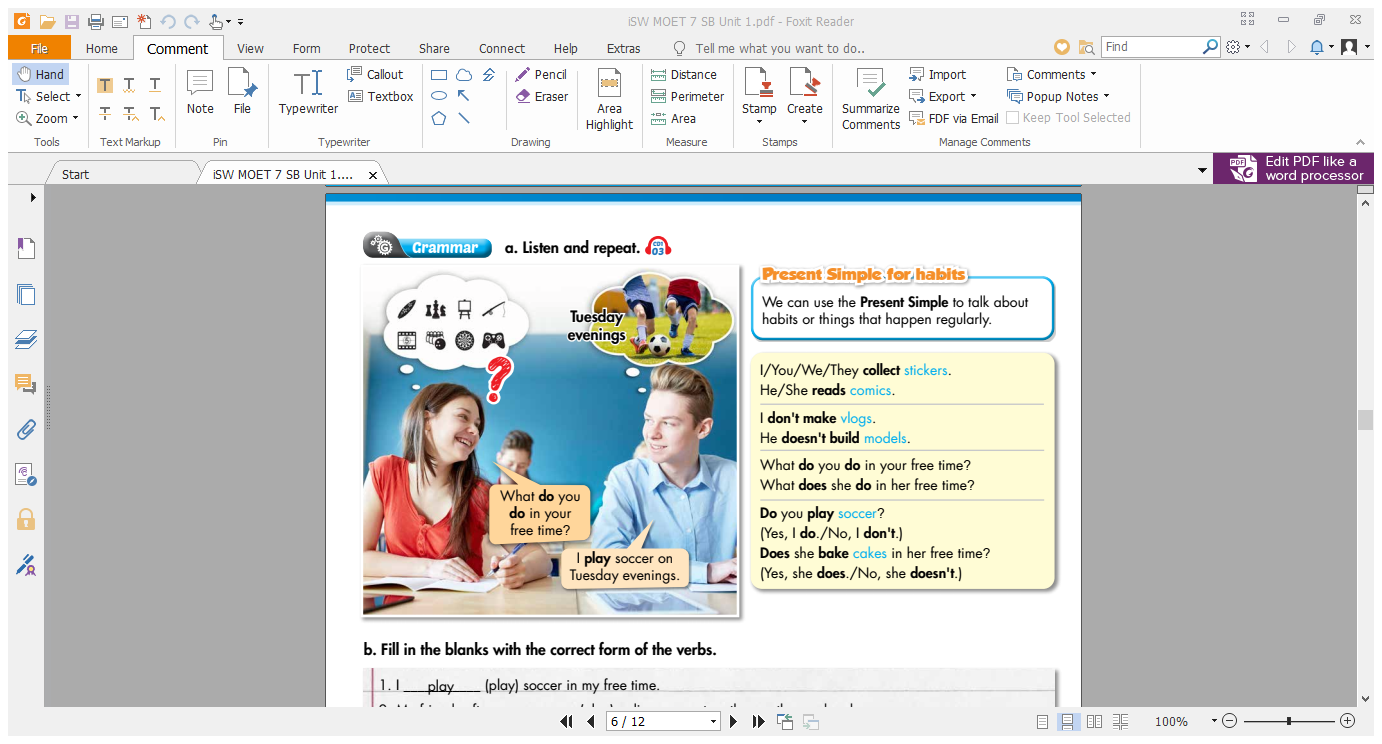 iSW MOET 7 SB Unit 1.pdf - Foxit Reader
File Home Comment View Form Protect Share Connect Help Extras Tell me what you want to do.. Find
Hand
Select
Zoom
Tools
Text Markup
Note
File
Pin
Typewriter
Callout
Textbox
Typewriter
Pencil
Eraser
Area
Highlight
Drawing
Distance
Perimeter
Area
Measure
Stamp
Create
Stamps
Summarize
Comments
Import
Export
FDF via Email
Comments
Popup Notes
Keep Tool Selected
Manage Comments
Start
iSW MOET 7 SB Unit 1....
Edit PDF like a
word processor
Grammar
a. Listen and repeat.
CD1
03
Tuesday
evenings
What do you
do in your
free time?
I play soccer on
Tuesday evenings.
Present Simple for habits
We can use the Present Simple to talk about
habits or things that happen regularly.
I/You/We/They collect stickers.
He/She reads comics.
I don't make vlogs.
He doesn't build models.
What do you do in your free time?
What does she do in her free time?
Do you play soccer?
(Yes, I do./No, I don't.)
Does she bake cakes in her free time?
(Yes, she does./No, she doesn't.)
b. Fill in the blanks with the correct form of the verbs.
1. I ____play____ (play) soccer in my free time.
6 / 12
100%